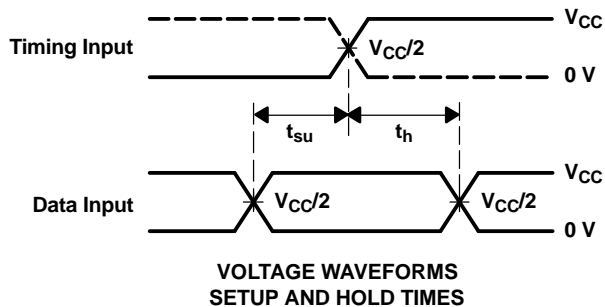 V_CC
Timing Input
V_CC/2
0 V
t_su
t_h
V_CC
Data Input
V_CC/2
V_CC/2
0 V
VOLTAGE WAVEFORMS
SETUP AND HOLD TIMES